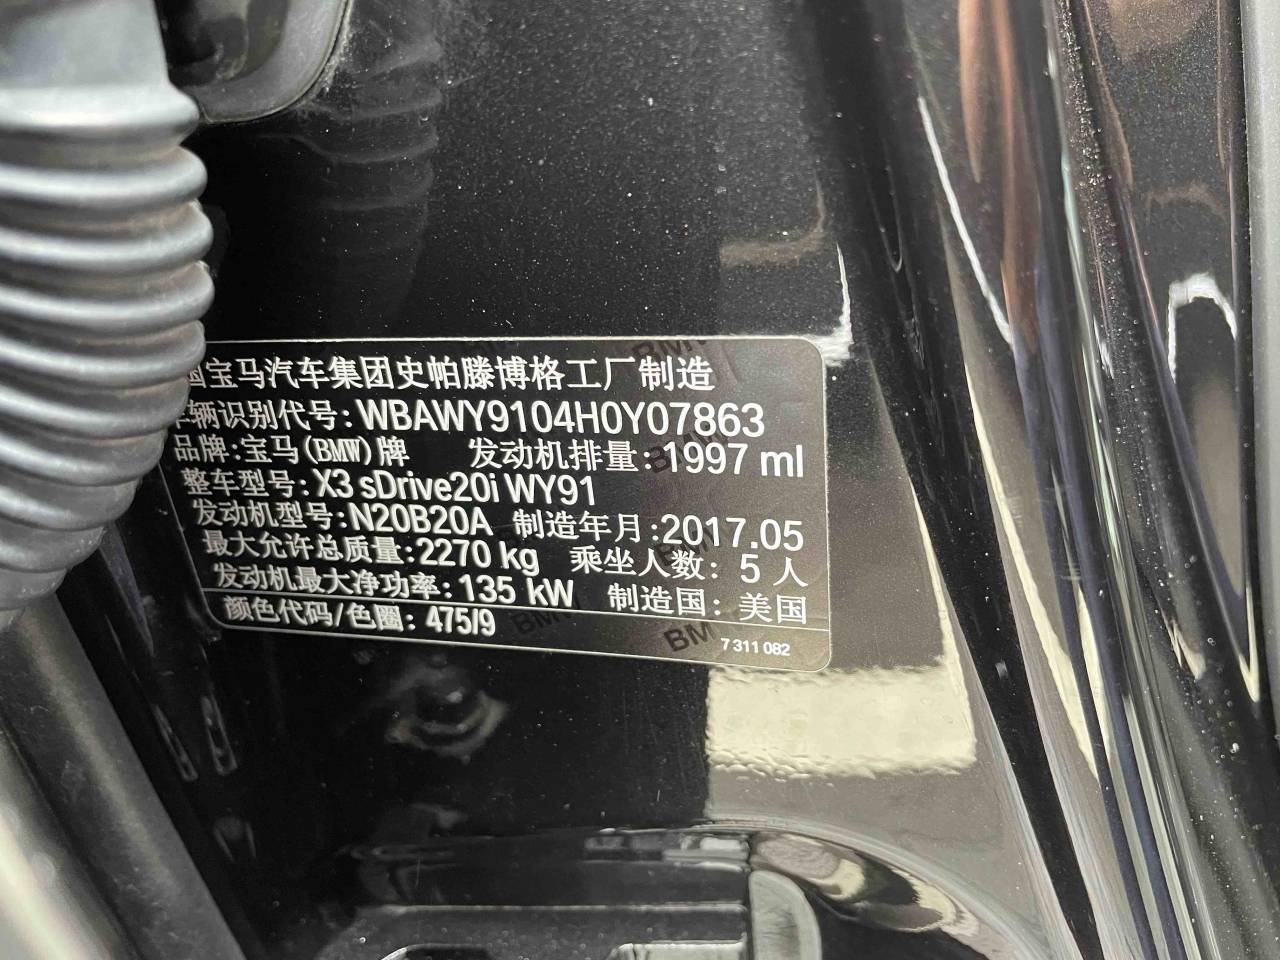 国宝马汽车集团史帕滕博格工厂制造
车辆识别代号: WBAWY9104H0Y07863
品牌: 宝马(BMW)牌 发动机排量: 1997 ml
整车型号: X3 sDrive20i WY91
发动机型号: N20B20A 制造年月: 2017.05
最大允许总质量: 2270 kg 乘坐人数: 5 人
发动机最大净功率: 135 kW 制造国: 美国
颜色代码/色圈: 475/9
7 311 082